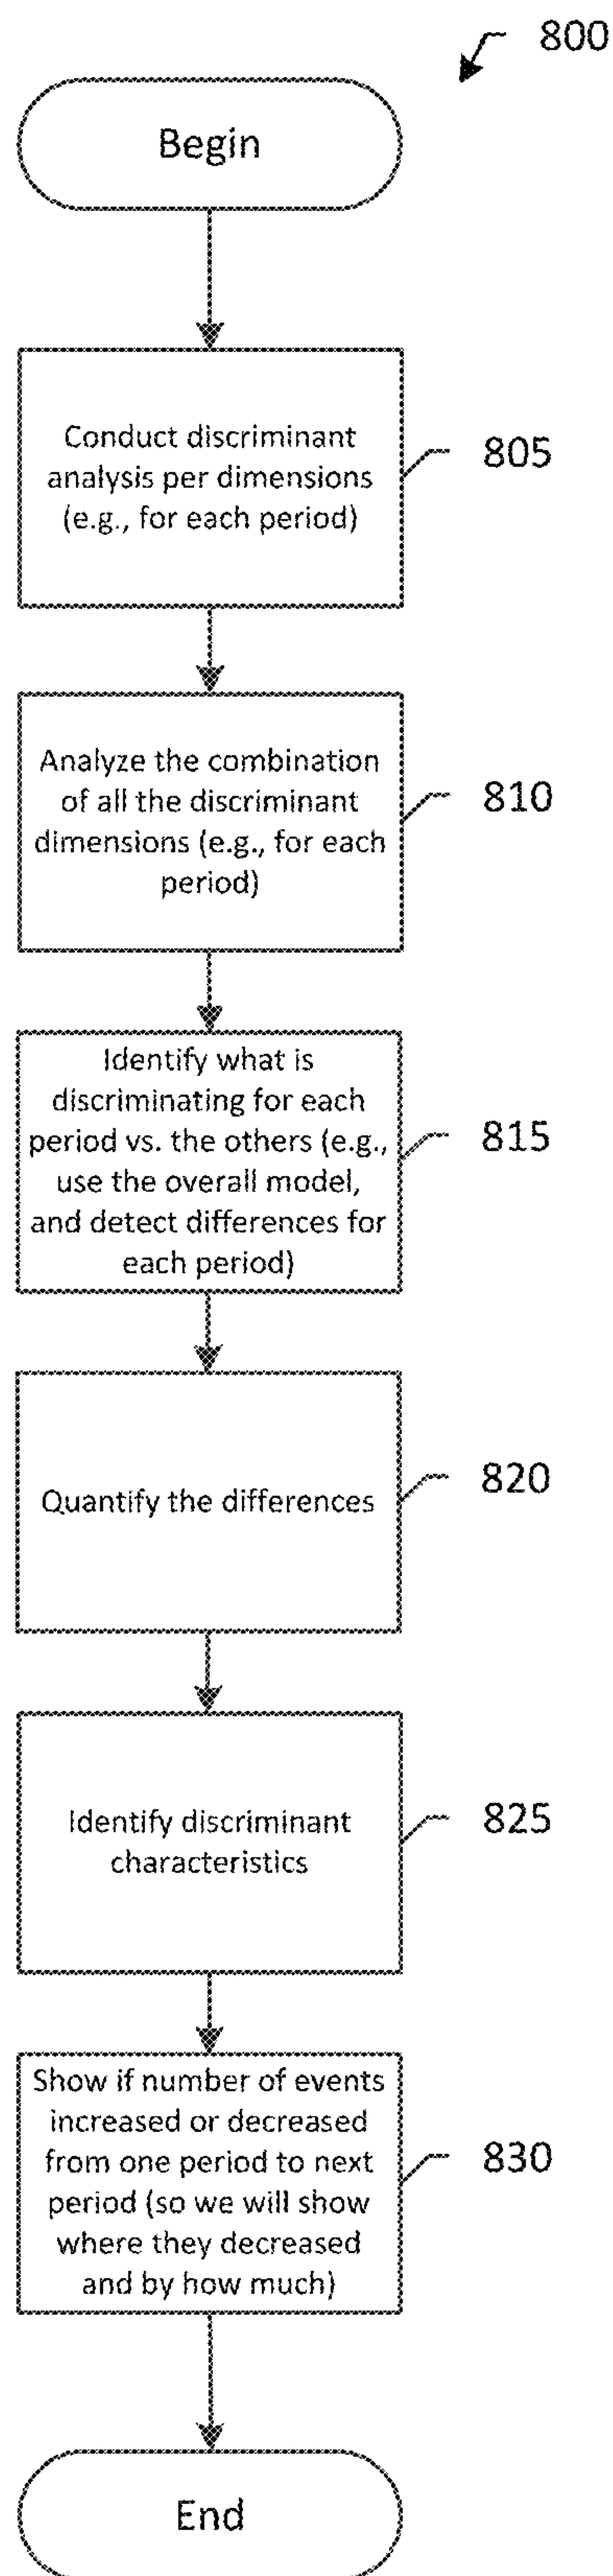 800
Begin
Conduct discriminant
analysis per dimensions
(e.g., for each period)
805
Analyze the combination
of all the discriminant
dimensions (e.g., for each
period)
810
Identify what is
discriminating for each
period vs. the others (e.g.,
use the overall model,
and detect differences for
each period)
815
Quantify the differences
820
Identify discriminant
characteristics
825
Show if number of events
increased or decreased
from one period to next
period (so we will show
where they decreased
and by how much)
830
End